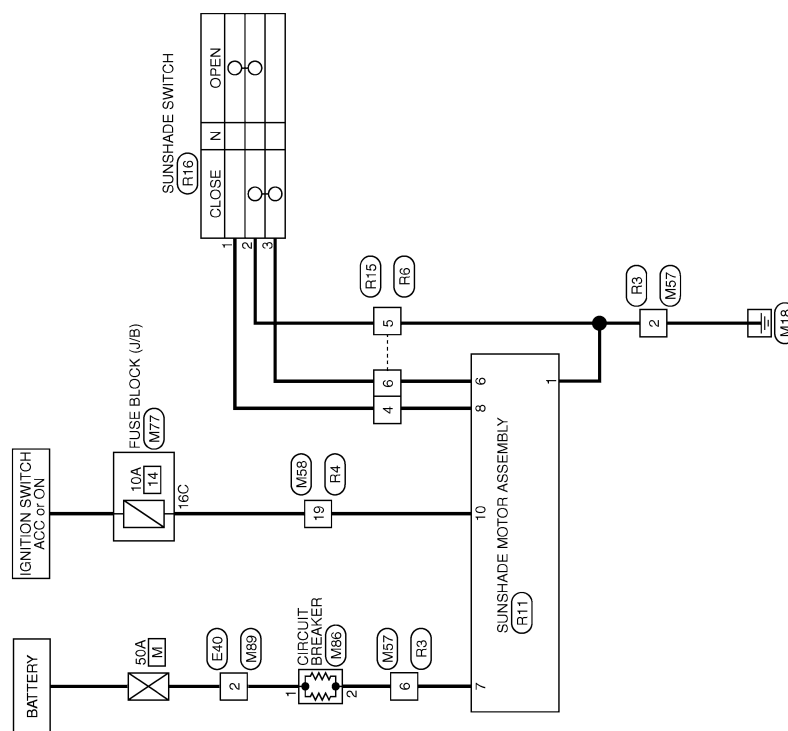 SUNSHADE SWITCH
R16
CLOSE
N
OPEN
1
2
3
IGNITION SWITCH
ACC or ON
FUSE BLOCK (J/B)
M77
10A
14
16C
M58
R4
19
R15
R6
5
6
4
R3
M57
2
M18
10
8
6
1
SUNSHADE MOTOR ASSEMBLY
R11
7
BATTERY
50A
M
E40
M89
2
CIRCUIT
BREAKER
M86
1
2
M57
R3
6